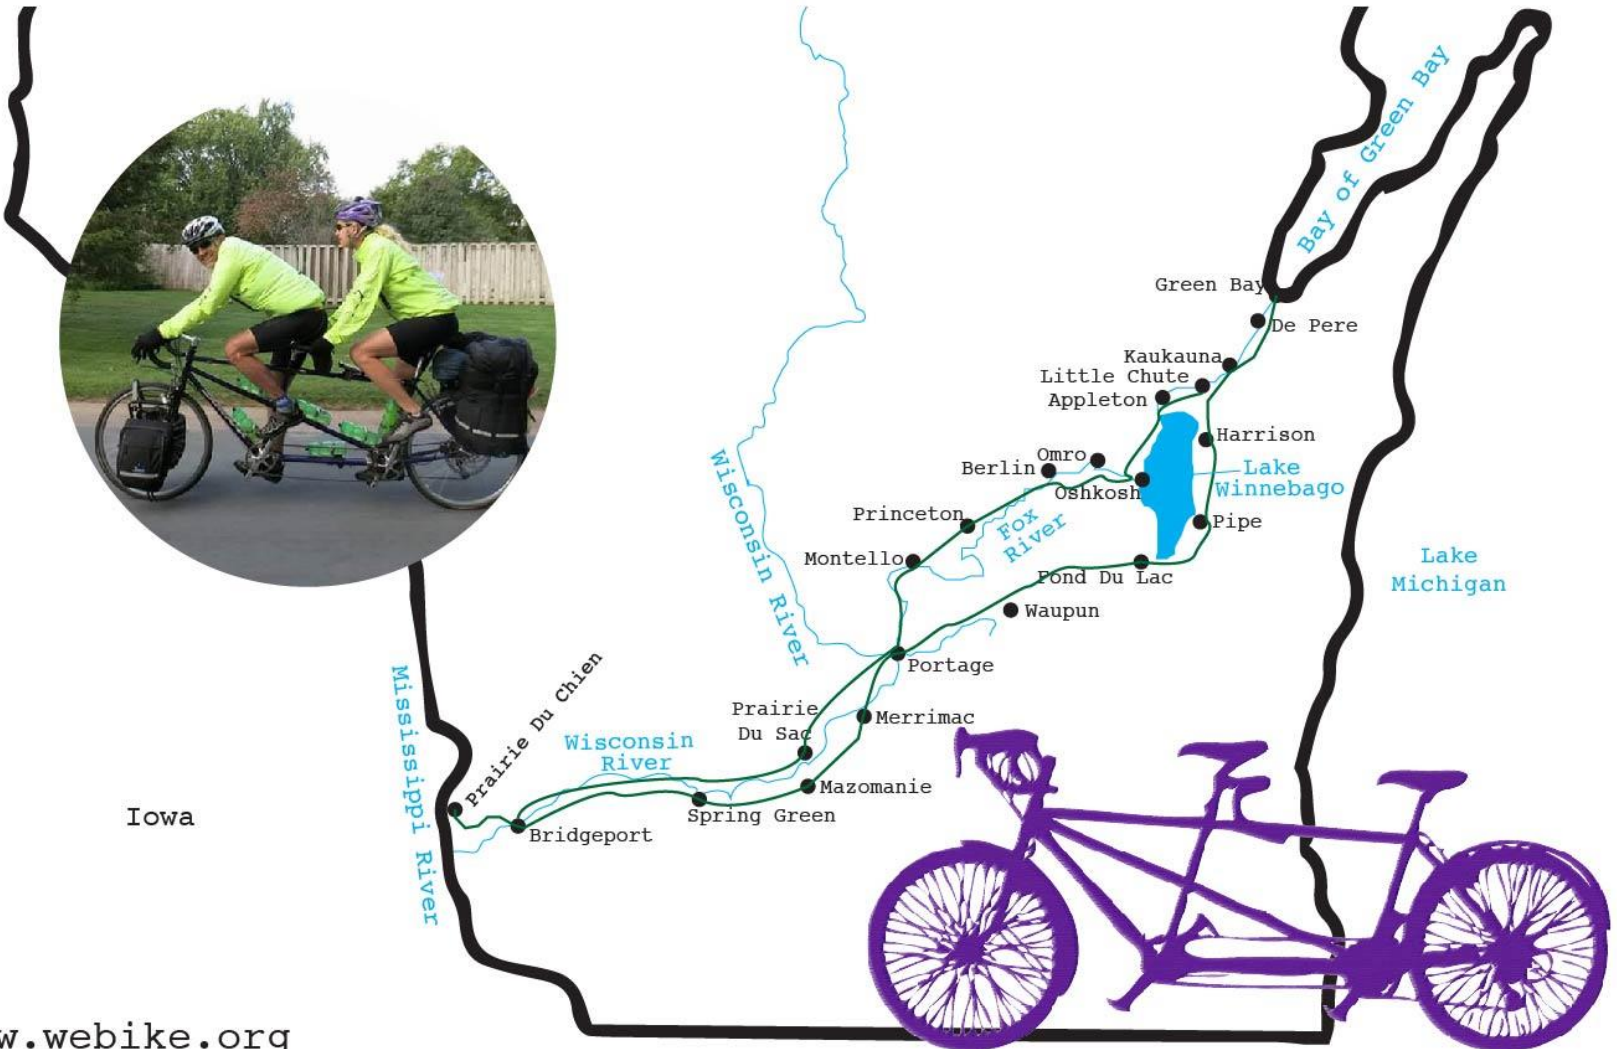 Bay of Green Bay
Green Bay
De Pere
Kaukauna
Little Chute
Appleton
Harrison
Omro
Berlin
Lake
Winnebago
Oshkosh
Princeton
Fox
River
Pipe
Wisconsin River
Montello
Lake
Michigan
Fond Du Lac
Waupun
Portage
Prairie Du Chien
Mississippi River
Prairie
Du Sac
Merrimac
Wisconsin
River
Mazomanie
Iowa
Spring Green
Bridgeport
w.webike.org